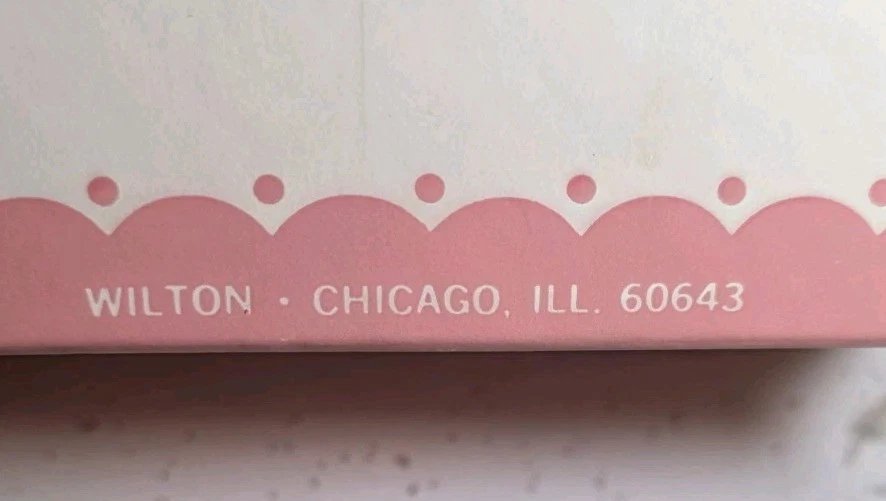 WILTON · CHICAGO, ILL. 60643